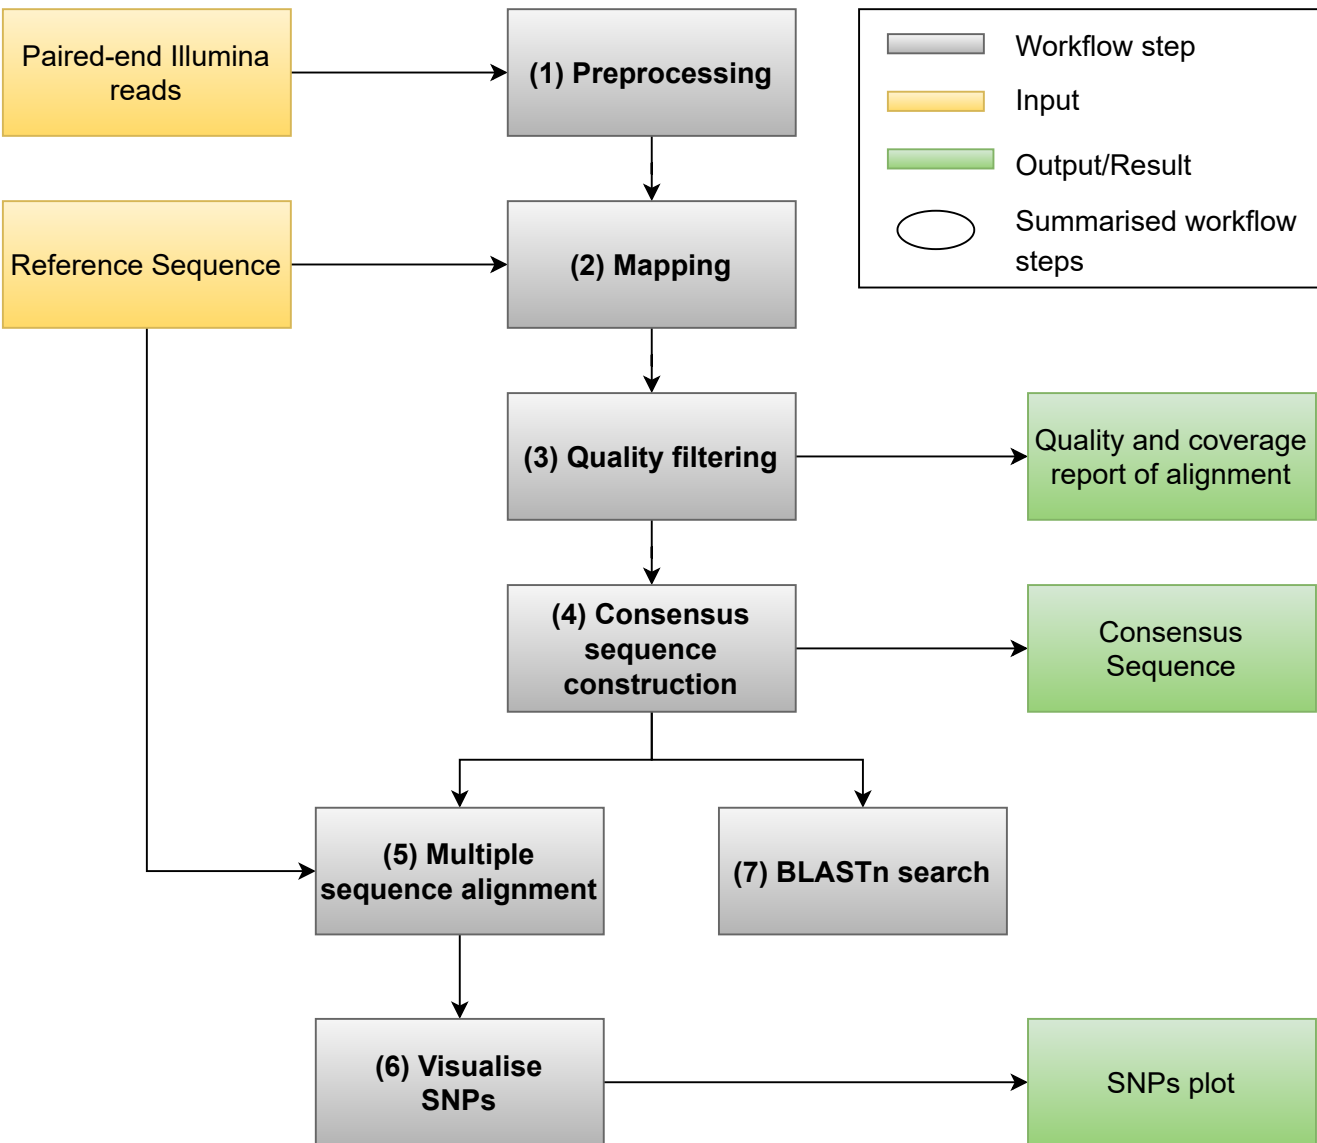 Paired-end Illumina
reads
(1) Preprocessing
Workflow step
Input
Output/Result
Summarised workflow
steps
Reference Sequence
(2) Mapping
(3) Quality filtering
Quality and coverage
report of alignment
(4) Consensus
sequence
construction
Consensus
Sequence
(5) Multiple
sequence alignment
(7) BLASTn search
(6) Visualise
SNPs
SNPs plot